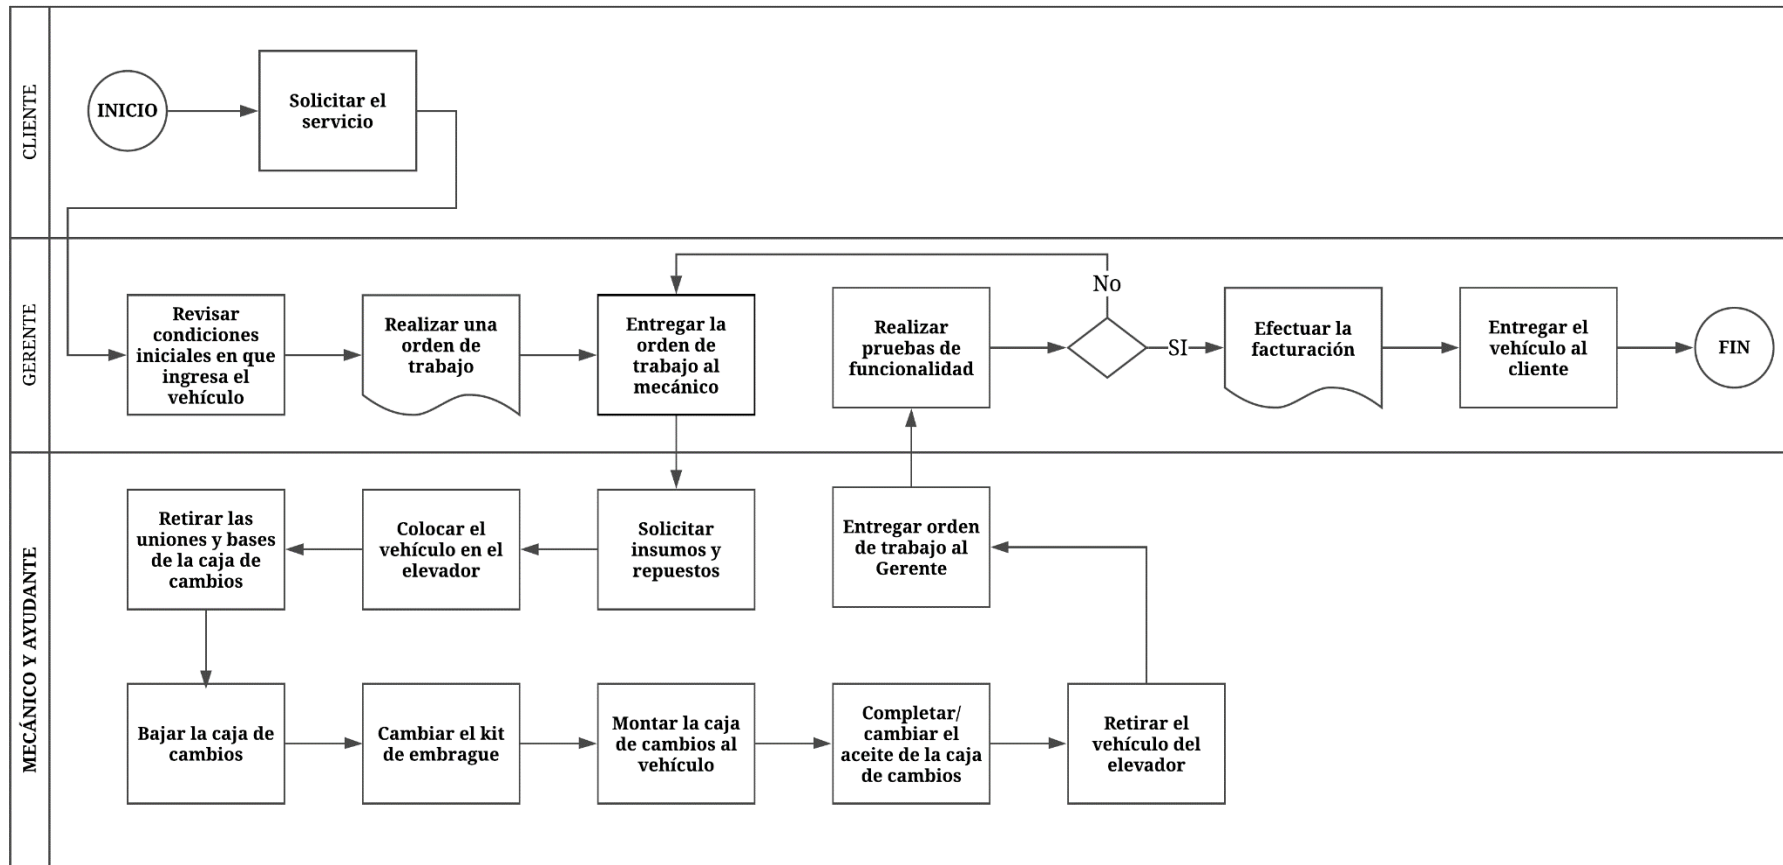 CLIENTE
INICIO
Solicitar el
servicio
GERENTE
Revisar
condiciones
iniciales en que
ingresa el
vehículo
Realizar una
orden de
trabajo
Entregar la
orden de
trabajo al
mecánico
Realizar
pruebas de
funcionalidad
No
SI
Efectuar la
facturación
Entregar el
vehículo al
cliente
FIN
MECÁNICO Y AYUDANTE
Retirar las
uniones y bases
de la caja de
cambios
Colocar el
vehículo en el
elevador
Solicitar
insumos y
repuestos
Entregar orden
de trabajo al
Gerente
Bajar la caja de
cambios
Cambiar el kit
de embrague
Montar la caja
de cambios al
vehículo
Completar/
cambiar el
aceite de la caja
de cambios
Retirar el
vehículo del
elevador